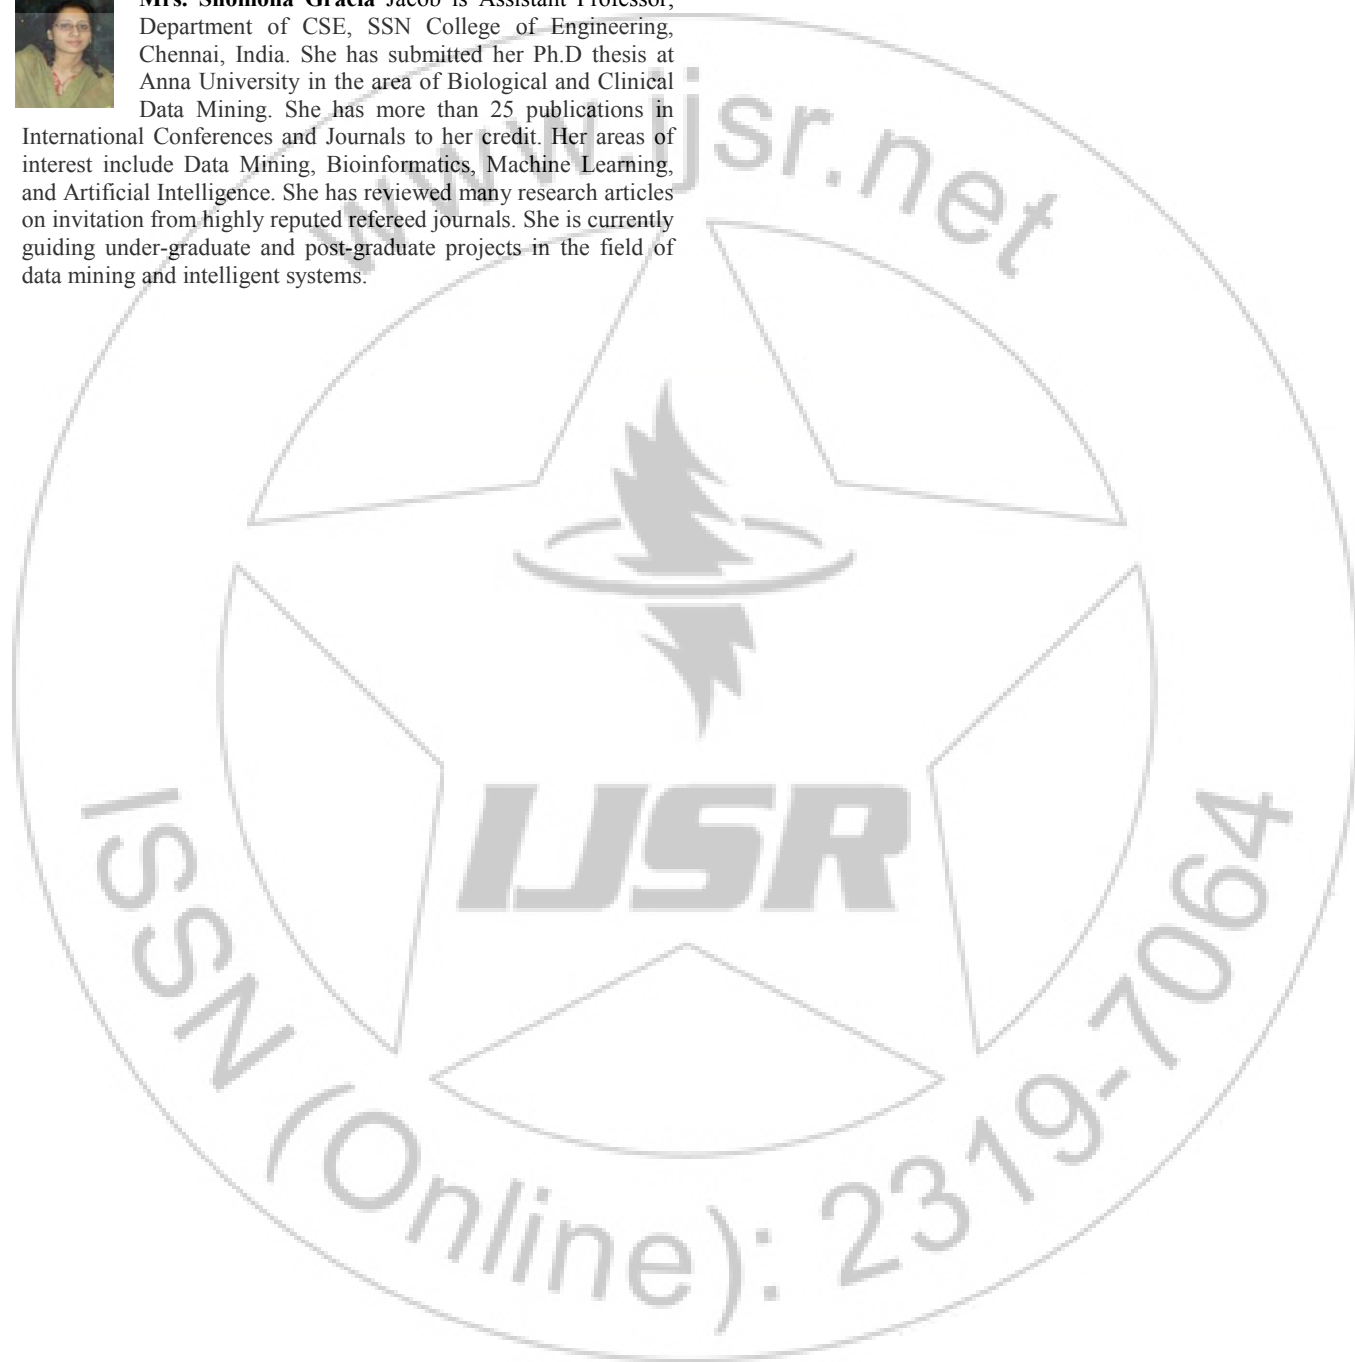 Mrs. Shomona Gracia Jacob is Assistant Professor,
Department of CSE, SSN College of Engineering,
Chennai, India. She has submitted her Ph.D thesis at
Anna University in the area of Biological and Clinical
Data Mining. She has more than 25 publications in
International Conferences and Journals to her credit. Her areas of
interest include Data Mining, Bioinformatics, Machine Learning,
and Artificial Intelligence. She has reviewed many research articles
on invitation from highly reputed refereed journals. She is currently
guiding under-graduate and post-graduate projects in the field of
data mining and intelligent systems.
www.ijsr.net
IJSR
ISSN (Online): 2319-7064